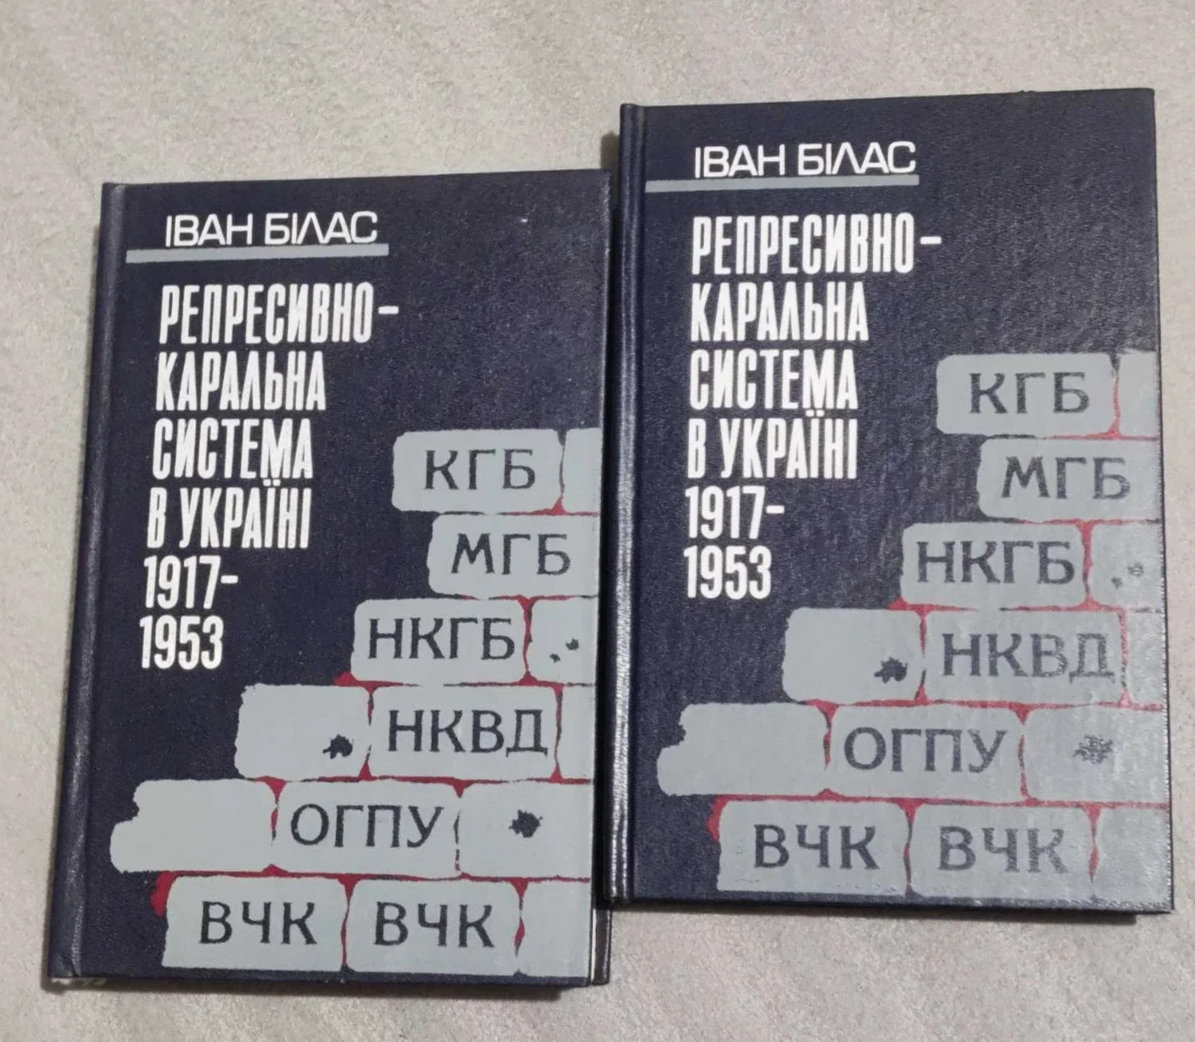 ІВАН БІЛАС
РЕПРЕСИВНО-
КАРАЛЬНА
СИСТЕМА
В УКРАЇНІ
1917-
1953
КГБ
МГБ
НКГБ
НКВД
ОГПУ
ВЧК ВЧК
ІВАН БІЛАС
РЕПРЕСИВНО-
КАРАЛЬНА
СИСТЕМА
В УКРАЇНІ
1917-
1953
КГБ
МГБ
НКГБ
НКВД
ОГПУ
ВЧК ВЧК